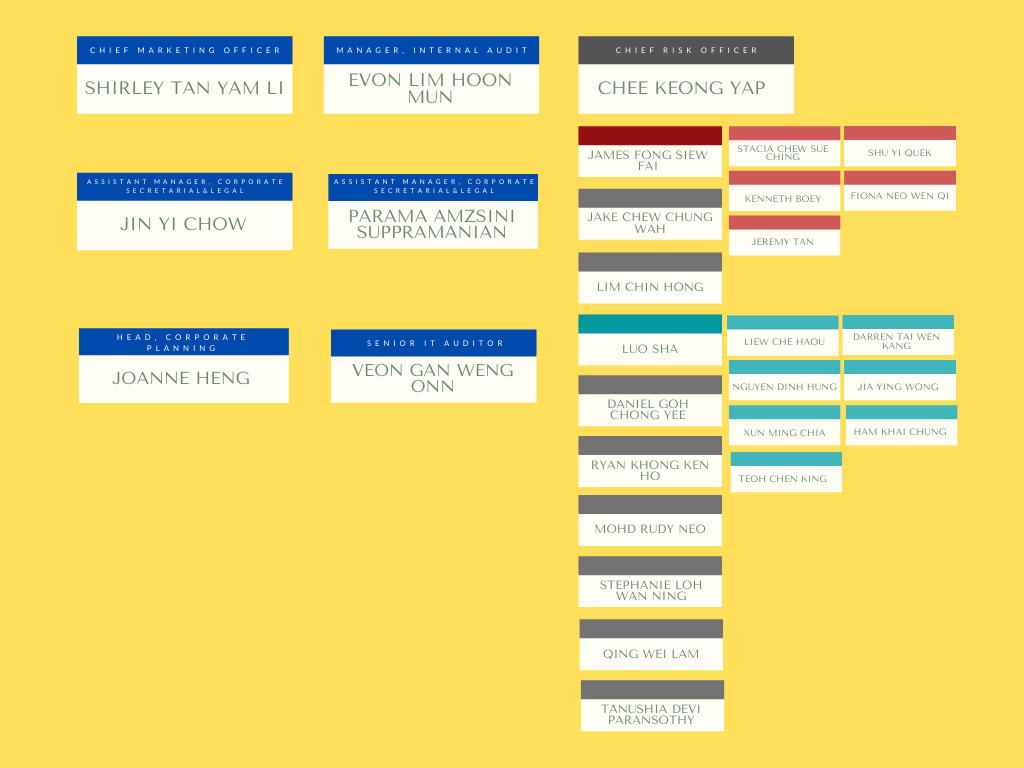 CHIEF MARKETING OFFICER
SHIRLEY TAN YAM LI
MANAGER, INTERNAL AUDIT
EVON LIM HOON
MUN
CHIEF RISK OFFICER
CHEE KEONG YAP
ASSISTANT MANAGER, CORPORATE
SECRETARIAL&LEGAL
JIN YI CHOW
ASSISTANT MANAGER, CORPORATE
SECRETARIAL&LEGAL
PARAMA AMZSINI
SUPPRAMANIAN
HEAD, CORPORATE
PLANNING
JOANNE HENG
SENIOR IT AUDITOR
VEON GAN WENG
ONN
JAMES FONG SIEW
FAI
STACIA CHEW SUE
CHING
SHU YI QUEK
KENNETH BOEY
FIONA NEO WEN QI
JEREMY TAN
JAKE CHEW CHUNG
WAH
LIM CHIN HONG
LUO SHA
LIEW CHE HAOU
DARREN TAI WEN
KANG
NGUYEN DINH HUNG
JIA YING WONG
XUN MING CHIA
HAM KHAI CHUNG
TEOH CHEN KING
DANIEL GOH
CHONG YEE
RYAN KHONG KEN
HO
MOHD RUDY NEO
STEPHANIE LOH
WAN NING
QING WEI LAM
TANUSHIA DEVI
PARANSOTHY